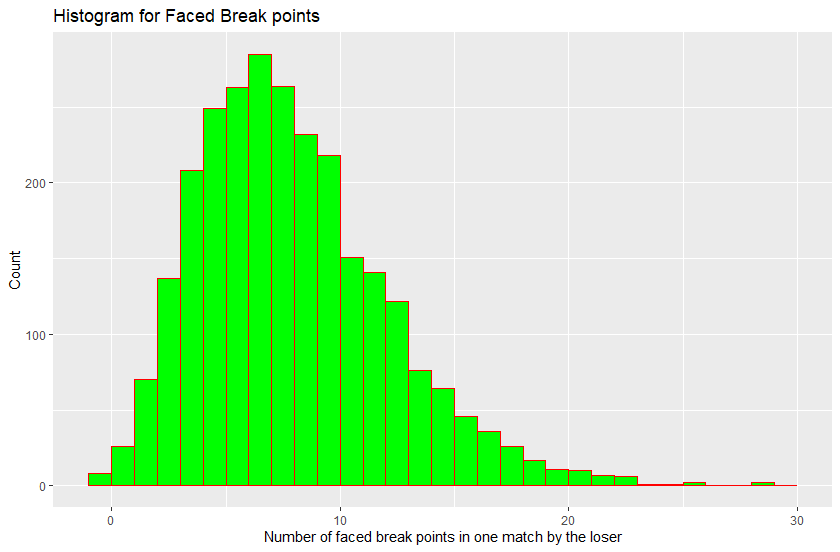 Histogram for Faced Break points
Count
200
100
0
0 10 20 30
Number of faced break points in one match by the loser